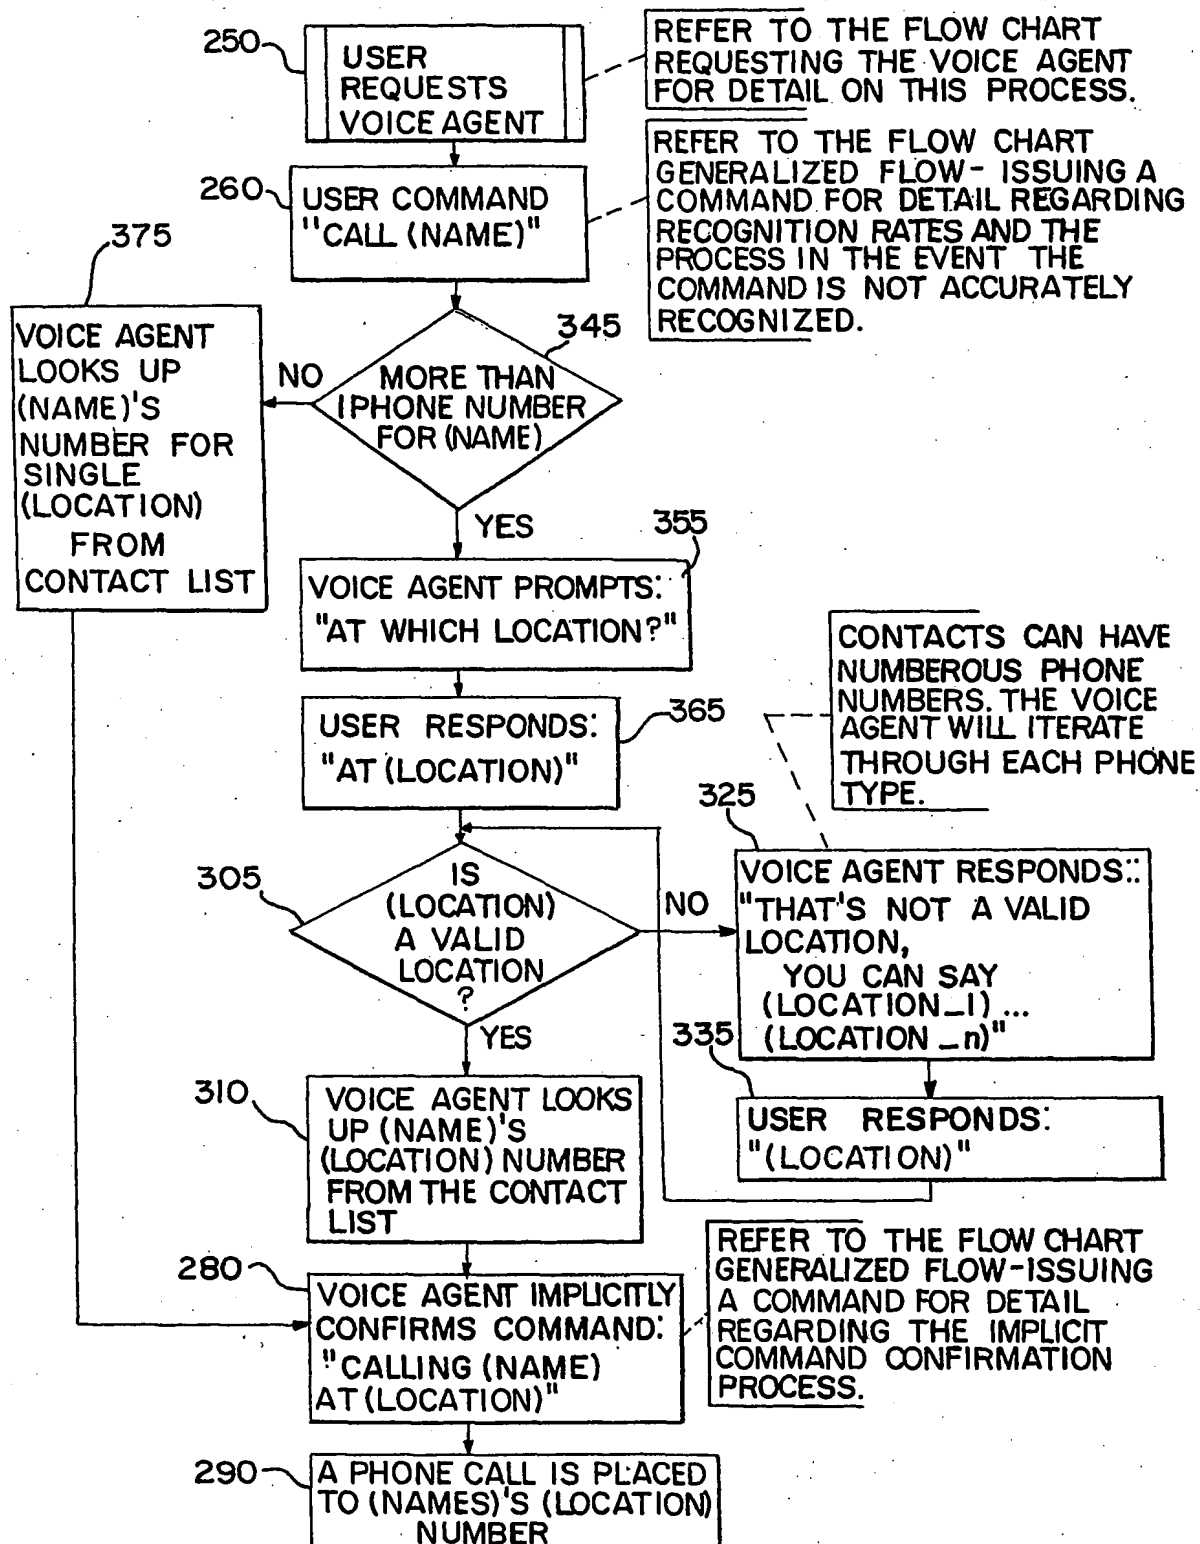 250
USER
REQUESTS
VOICE AGENT
REFER TO THE FLOW CHART
REQUESTING THE VOICE AGENT
FOR DETAIL ON THIS PROCESS.
260
USER COMMAND
"CALL (NAME)"
REFER TO THE FLOW CHART
GENERALIZED FLOW- ISSUING A
COMMAND FOR DETAIL REGARDING
RECOGNITION RATES AND THE
PROCESS IN THE EVENT THE
COMMAND IS NOT ACCURATELY
RECOGNIZED.
375
VOICE AGENT
LOOKS UP
(NAME)'S
NUMBER FOR
SINGLE
(LOCATION)
FROM
CONTACT LIST
NO
345
MORE THAN
1 PHONE NUMBER
FOR (NAME)
YES
355
VOICE AGENT PROMPTS:
"AT WHICH LOCATION?"
365
USER RESPONDS:
"AT (LOCATION)"
CONTACTS CAN HAVE
NUMBEROUS PHONE
NUMBERS. THE VOICE
AGENT WILL ITERATE
THROUGH EACH PHONE
TYPE.
305
IS
(LOCATION)
A VALID
LOCATION
?
NO
325
VOICE AGENT RESPONDS::
"THAT'S NOT A VALID
LOCATION,
YOU CAN SAY
(LOCATION_1) ...
(LOCATION_n)"
335
USER RESPONDS:
"(LOCATION)"
YES
310
VOICE AGENT LOOKS
UP (NAME)'S
(LOCATION) NUMBER
FROM THE CONTACT
LIST
280
VOICE AGENT IMPLICITLY
CONFIRMS COMMAND:
"CALLING (NAME)
AT (LOCATION)"
REFER TO THE FLOW CHART
GENERALIZED FLOW-ISSUING
A COMMAND FOR DETAIL
REGARDING THE IMPLICIT
COMMAND CONFIRMATION
PROCESS.
290
A PHONE CALL IS PLACED
TO (NAMES)'S (LOCATION)
NUMBER